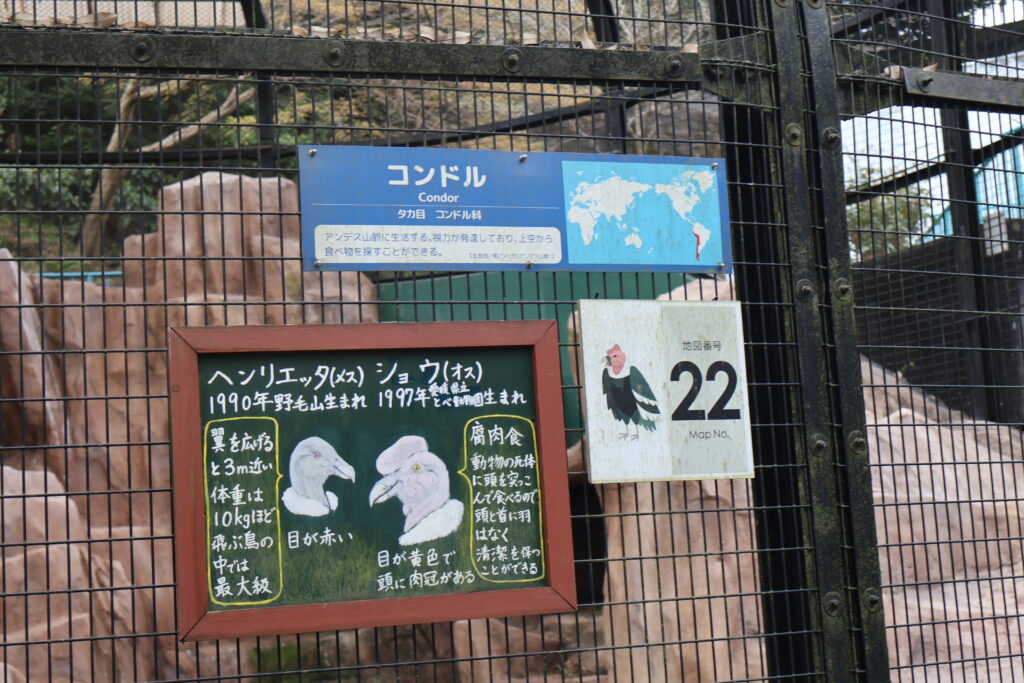 コンドル
Condor
タカ目 コンドル科
アンデス山脈に生活する。視力が発達しており、上空から
食べ物を探すことができる。
地図番号
22
Map No.
ヘンリエッタ(メス)
1990年野毛山生まれ
ショウ(オス)
1997年愛媛県立
とべ動物園生まれ
翼を広げる
と3m近い
体重は
10kgほど
飛ぶ鳥の
中では
最大級
目が赤い
目が黄色で
頭に肉冠がある
腐肉食
動物の死体
に頭を突っこ
んで食べるので
頭と首に羽
はなく
清潔を保つ
ことができる